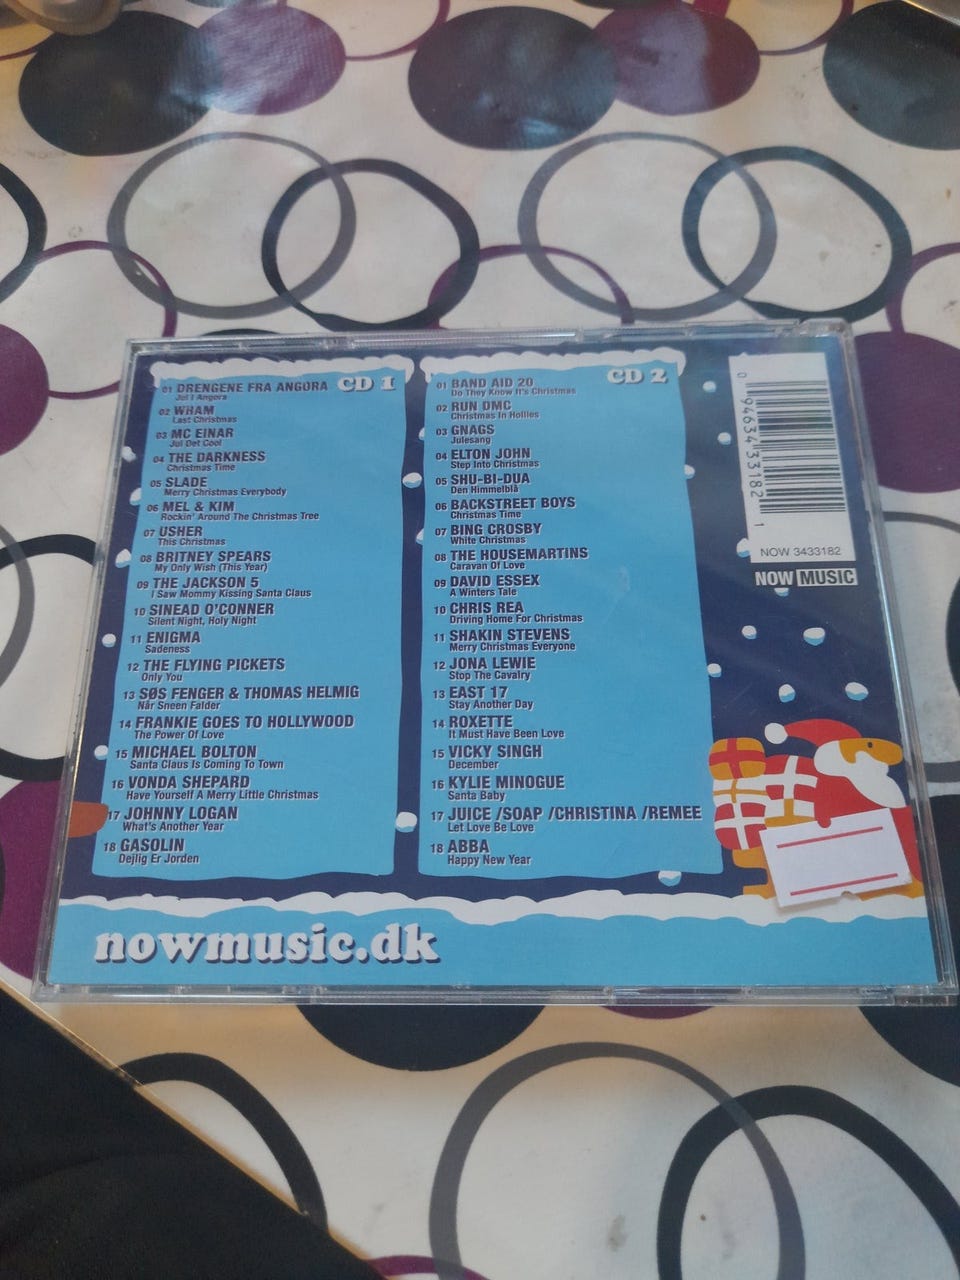 CD 1
01 DRENGENE FRA ANGORA
Jul I Angora
02 WHAM
Last Christmas
03 MC EINAR
Jul Det Cool
04 THE DARKNESS
Christmas Time
05 SLADE
Merry Christmas Everybody
06 MEL & KIM
Rockin' Around The Christmas Tree
07 USHER
This Christmas
08 BRITNEY SPEARS
My Only Wish (This Year)
09 THE JACKSON 5
I Saw Mommy Kissing Santa Claus
10 SINEAD O'CONNER
Silent Night, Holy Night
11 ENIGMA
Sadeness
12 THE FLYING PICKETS
Only You
13 SØS FENGER & THOMAS HELMIG
Når Sneen Falder
14 FRANKIE GOES TO HOLLYWOOD
The Power Of Love
15 MICHAEL BOLTON
Santa Claus Is Coming To Town
16 VONDA SHEPARD
Have Yourself A Merry Little Christmas
17 JOHNNY LOGAN
What's Another Year
18 GASOLIN
Dejlig Er Jorden
CD 2
01 BAND AID 20
Do They Know It's Christmas
02 RUN DMC
Christmas In Hollies
03 GNAGS
Julesang
04 ELTON JOHN
Step Into Christmas
05 SHU-BI-DUA
Den Himmelblå
06 BACKSTREET BOYS
Christmas Time
07 BING CROSBY
White Christmas
08 THE HOUSEMARTINS
Caravan Of Love
09 DAVID ESSEX
A Winters Tale
10 CHRIS REA
Driving Home For Christmas
11 SHAKIN STEVENS
Merry Christmas Everyone
12 JONA LEWIE
Stop The Cavalry
13 EAST 17
Stay Another Day
14 ROXETTE
It Must Have Been Love
15 VICKY SINGH
December
16 KYLIE MINOGUE
Santa Baby
17 JUICE /SOAP /CHRISTINA /REMEE
Let Love Be Love
18 ABBA
Happy New Year
0 94634 33182 1
NOW 3433182
NOW MUSIC
nowmusic.dk